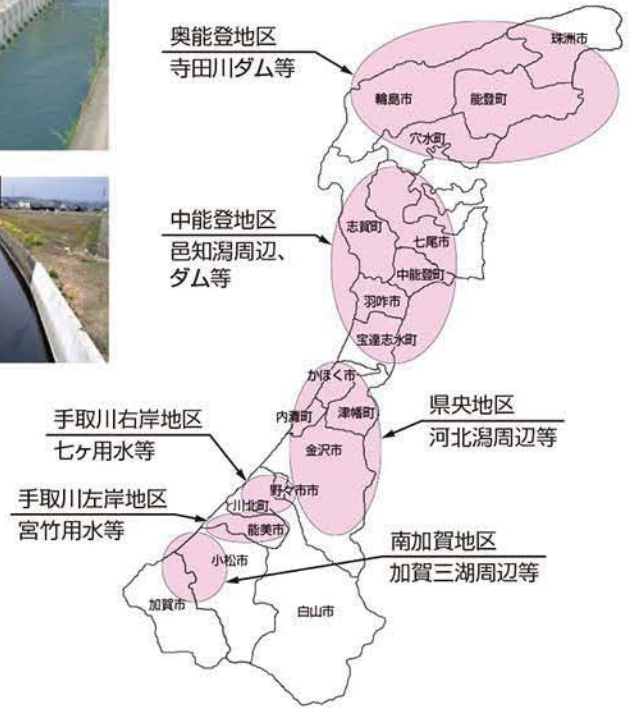 奥能登地区
寺田川ダム等
珠洲市
輪島市
能登町
穴水町
中能登地区
邑知潟周辺、
ダム等
志賀町
七尾市
中能登町
羽咋市
宝達志水町
かほく市
内灘町
津幡町
県央地区
河北潟周辺等
金沢市
手取川右岸地区
七ヶ用水等
野々市市
川北町
手取川左岸地区
宮竹用水等
能美市
南加賀地区
加賀三湖周辺等
小松市
加賀市
白山市